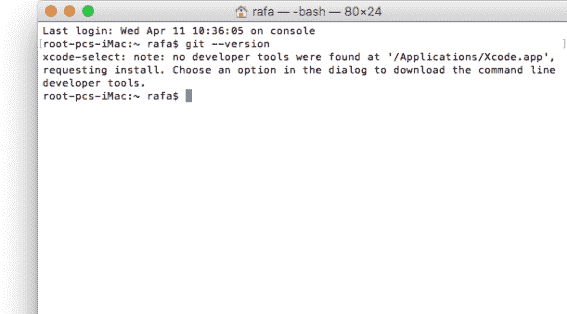 rafa — -bash — 80×24
Last login: Wed Apr 11 10:36:05 on console
[root-pcs-iMac:~ rafa$ git --version ]
xcode-select: note: no developer tools were found at '/Applications/Xcode.app',
requesting install. Choose an option in the dialog to download the command line
developer tools.
root-pcs-iMac:~ rafa$